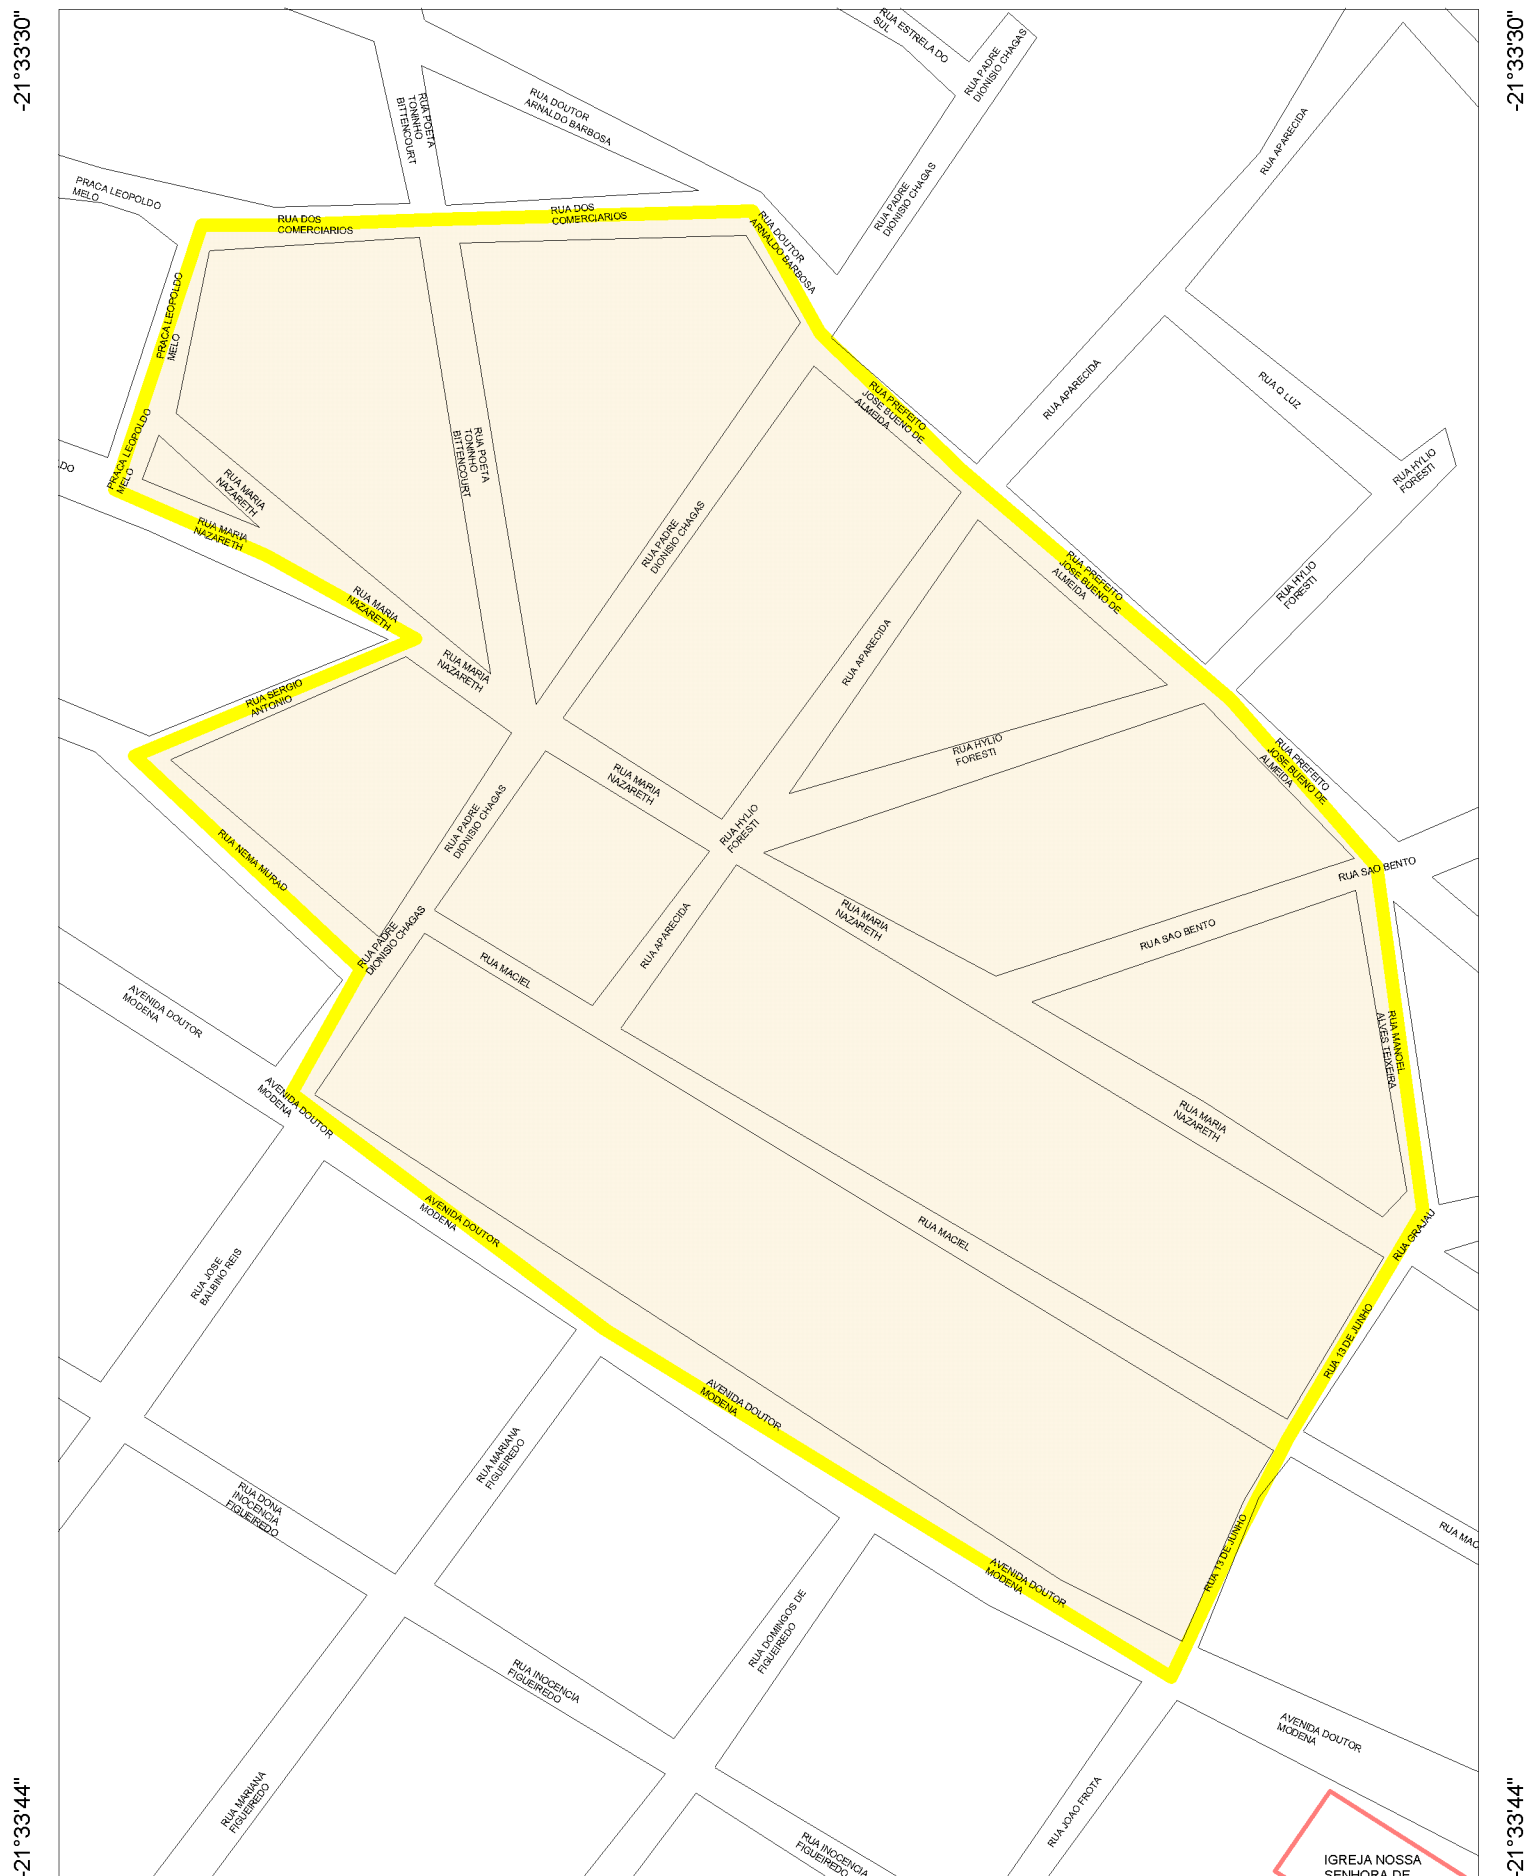 -21°33'30"
-21°33'30"
RUA ESTRELA DO
SUL
RUA PADRE
DIONISIO CHAGAS
RUA DOUTOR
ARNALDO BARBOSA
RUA POETA
TONINHO
BITTENCOURT
RUA APARECIDA
PRACA LEOPOLDO
MELO
RUA PADRE
DIONISIO CHAGAS
RUA DOS
COMERCIARIOS
RUA DOS
COMERCIARIOS
RUA DOUTOR
ARNALDO BARBOSA
PRACA LEOPOLDO
MELO
RUA PREFEITO
JOSE BUENO DE
ALMEIDA
RUA APARECIDA
RUA Q LUZ
PRACA LEOPOLDO
MELO
RUA POETA
TONINHO
BITTENCOURT
RUA HYLIO
FORESTI
DO
RUA MARIA
NAZARETH
RUA MARIA
NAZARETH
RUA PADRE
DIONISIO CHAGAS
RUA PREFEITO
JOSE BUENO DE
ALMEIDA
RUA HYLIO
FORESTI
RUA MARIA
NAZARETH
RUA APARECIDA
RUA MARIA
NAZARETH
RUA SERGIO
ANTONIO
RUA HYLIO
FORESTI
RUA PREFEITO
JOSE BUENO DE
ALMEIDA
RUA MARIA
NAZARETH
RUA PADRE
DIONISIO CHAGAS
RUA HYLIO
FORESTI
RUA NEMA MURAD
RUA SAO BENTO
RUA MARIA
NAZARETH
RUA SAO BENTO
RUA PADRE
DIONISIO CHAGAS
RUA APARECIDA
RUA MACIEL
AVENIDA DOUTOR
MODENA
RUA MANOEL
ALVES TEIXEIRA
AVENIDA DOUTOR
MODENA
RUA MARIA
NAZARETH
AVENIDA DOUTOR
MODENA
RUA MACIEL
RUA GRAJAU
RUA JOSE
BALBINO REIS
RUA 13 DE JUNHO
AVENIDA DOUTOR
MODENA
RUA MARIANA
FIGUEIREDO
RUA DONA
INOCENCIA
FIGUEIREDO
RUA MAC
RUA 13 DE JUNHO
AVENIDA DOUTOR
MODENA
RUA DOMINGOS DE
FIGUEIREDO
RUA INOCENCIA
FIGUEIREDO
AVENIDA DOUTOR
MODENA
RUA MARIANA
FIGUEIREDO
RUA JOAO FROTA
RUA INOCENCIA
FIGUEIREDO
-21°33'44"
-21°33'44"
IGREJA NOSSA
SENHORA DE